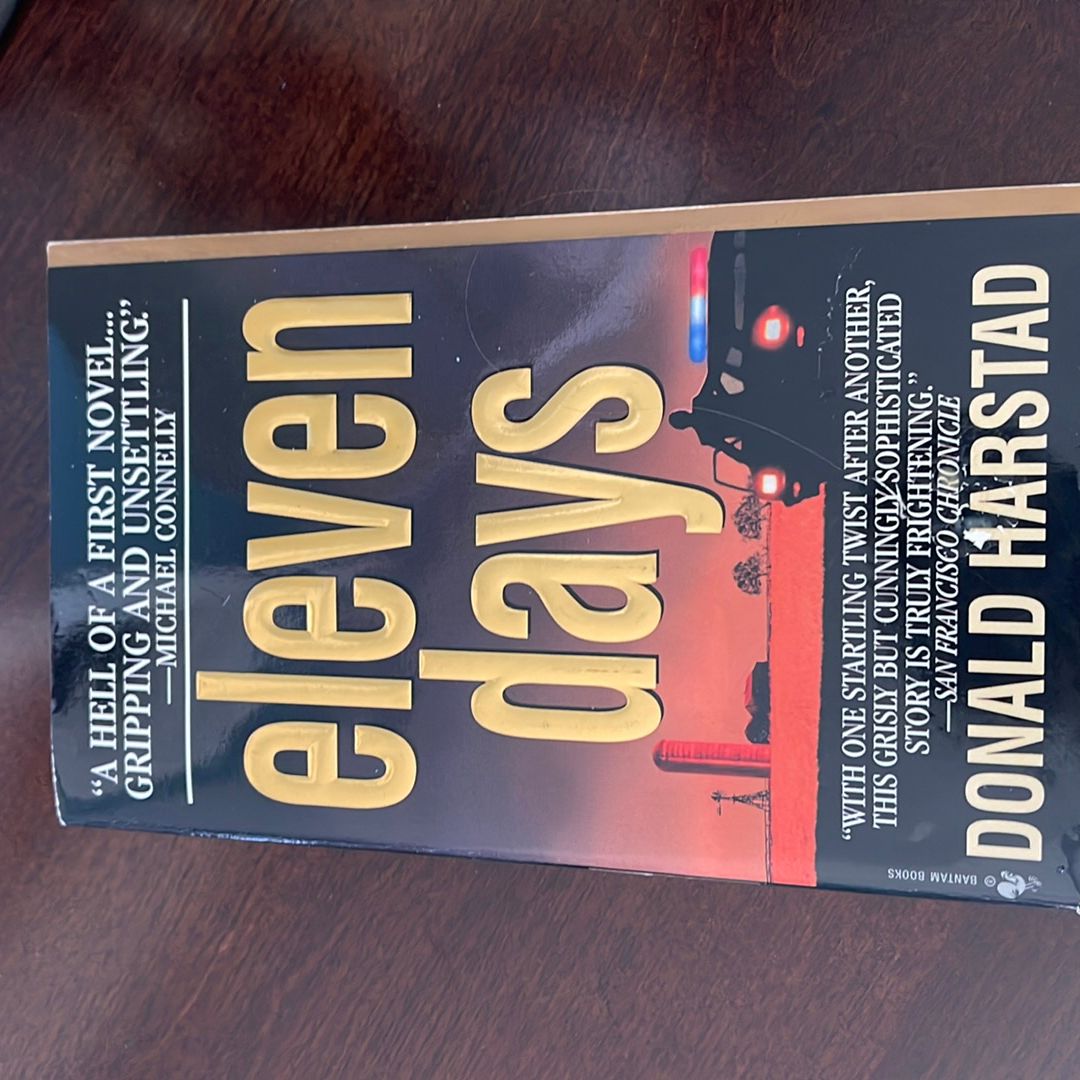 “A HELL OF A FIRST NOVEL...
GRIPPING AND UNSETTLING.”
—MICHAEL CONNELLY
eleven
days
“WITH ONE STARTLING TWIST AFTER ANOTHER,
THIS GRISLY BUT CUNNINGLY SOPHISTICATED
STORY IS TRULY FRIGHTENING.”
—SAN FRANCISCO CHRONICLE
DONALD HARSTAD
® BANTAM BOOKS